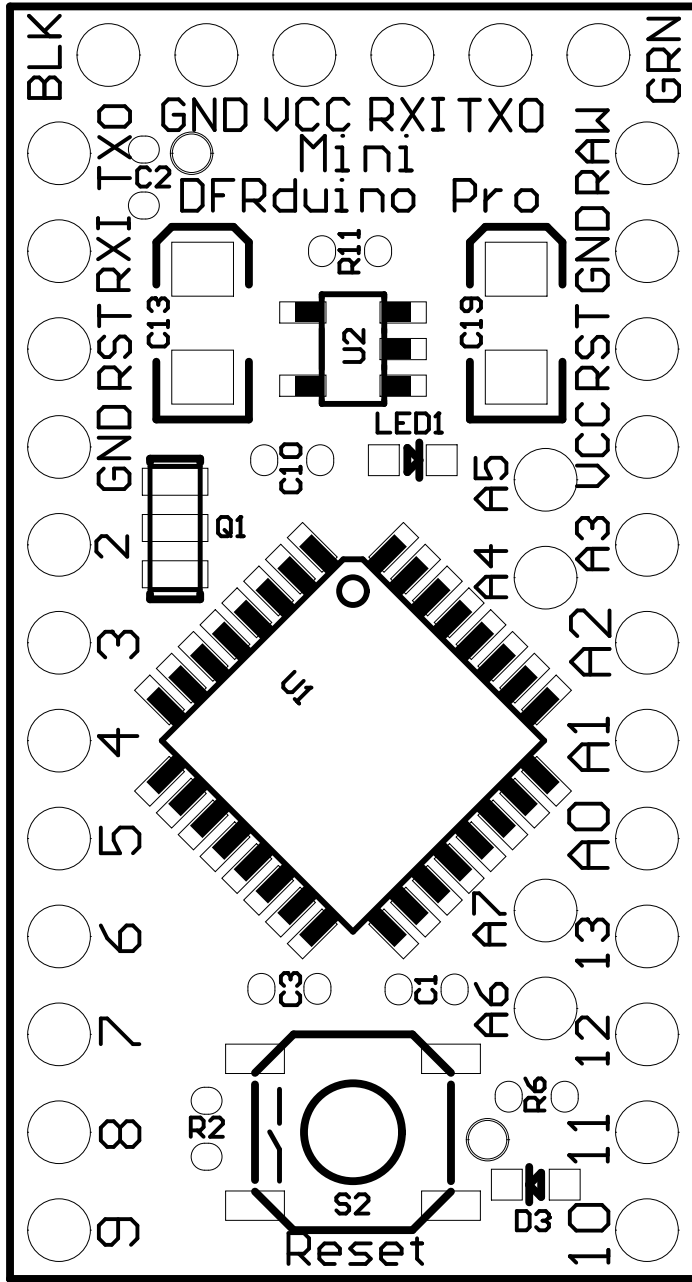 BLK
GRN
GND VCC RXI TXO
Mini
DFRduino Pro
TXO
RAW
C2
RXI
GND
R11
RST
C13
U2
C19
RST
GND
LED1
VCC
C10
A5
2
Q1
A4
A3
3
A2
U1
4
A1
5
A0
6
A7
13
7
C3
C1
A6
12
8
R2
R6
11
9
S2
D3
10
Reset